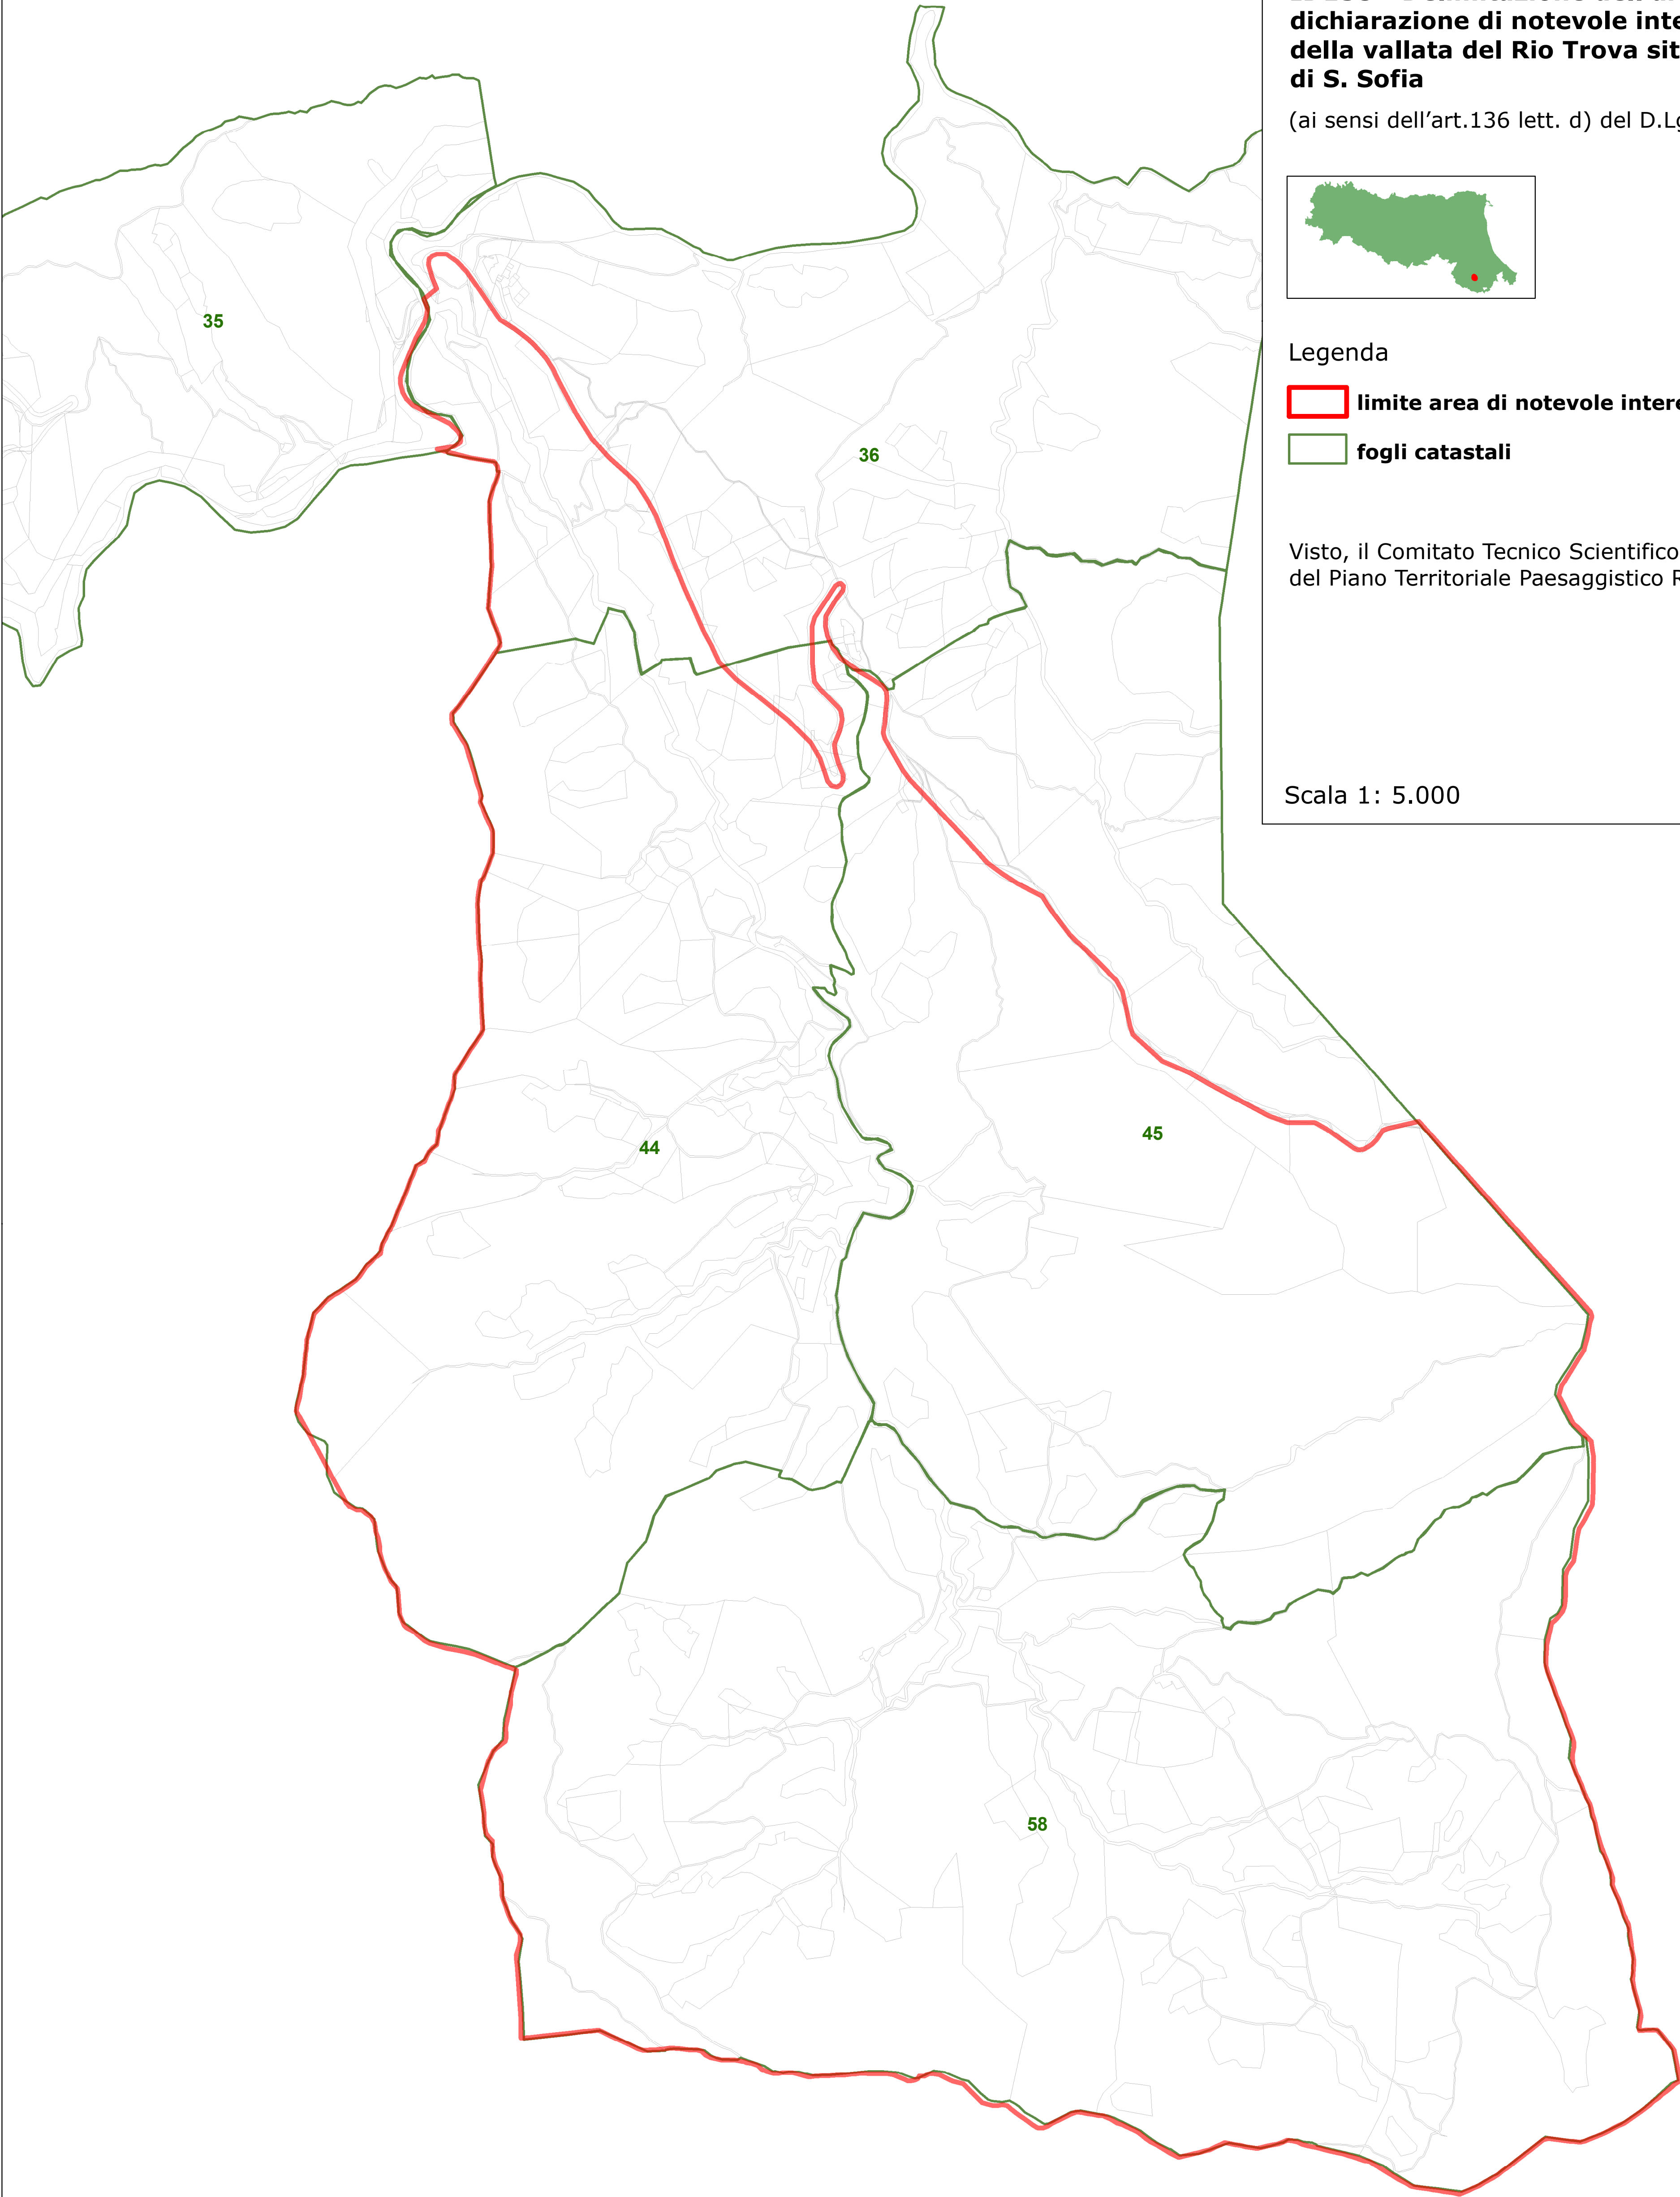 dichiarazione di notevole inte
della vallata del Rio Trova sit
di S. Sofia
(ai sensi dell'art.136 lett. d) del D.Lg
Legenda
limite area di notevole intere
fogli catastali
Visto, il Comitato Tecnico Scientifico
del Piano Territoriale Paesaggistico R
Scala 1: 5.000
35
36
44
45
58